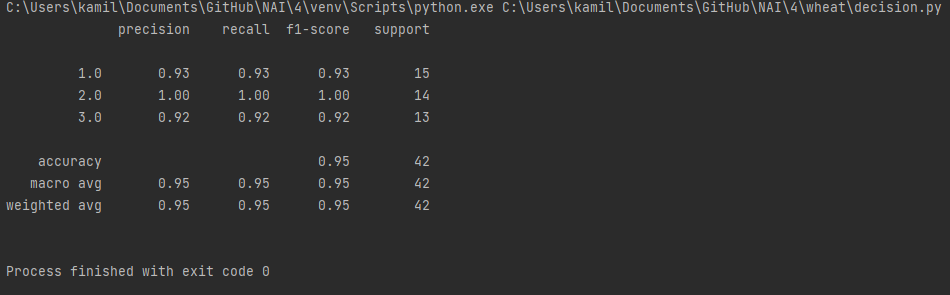 C:\Users\kamil\Documents\GitHub\NAI\4\venv\Scripts\python.exe C:\Users\kamil\Documents\GitHub\NAI\4\wheat\decision.py
precision recall f1-score support
1.0 0.93 0.93 0.93 15
2.0 1.00 1.00 1.00 14
3.0 0.92 0.92 0.92 13
accuracy 0.95 42
macro avg 0.95 0.95 0.95 42
weighted avg 0.95 0.95 0.95 42
Process finished with exit code 0